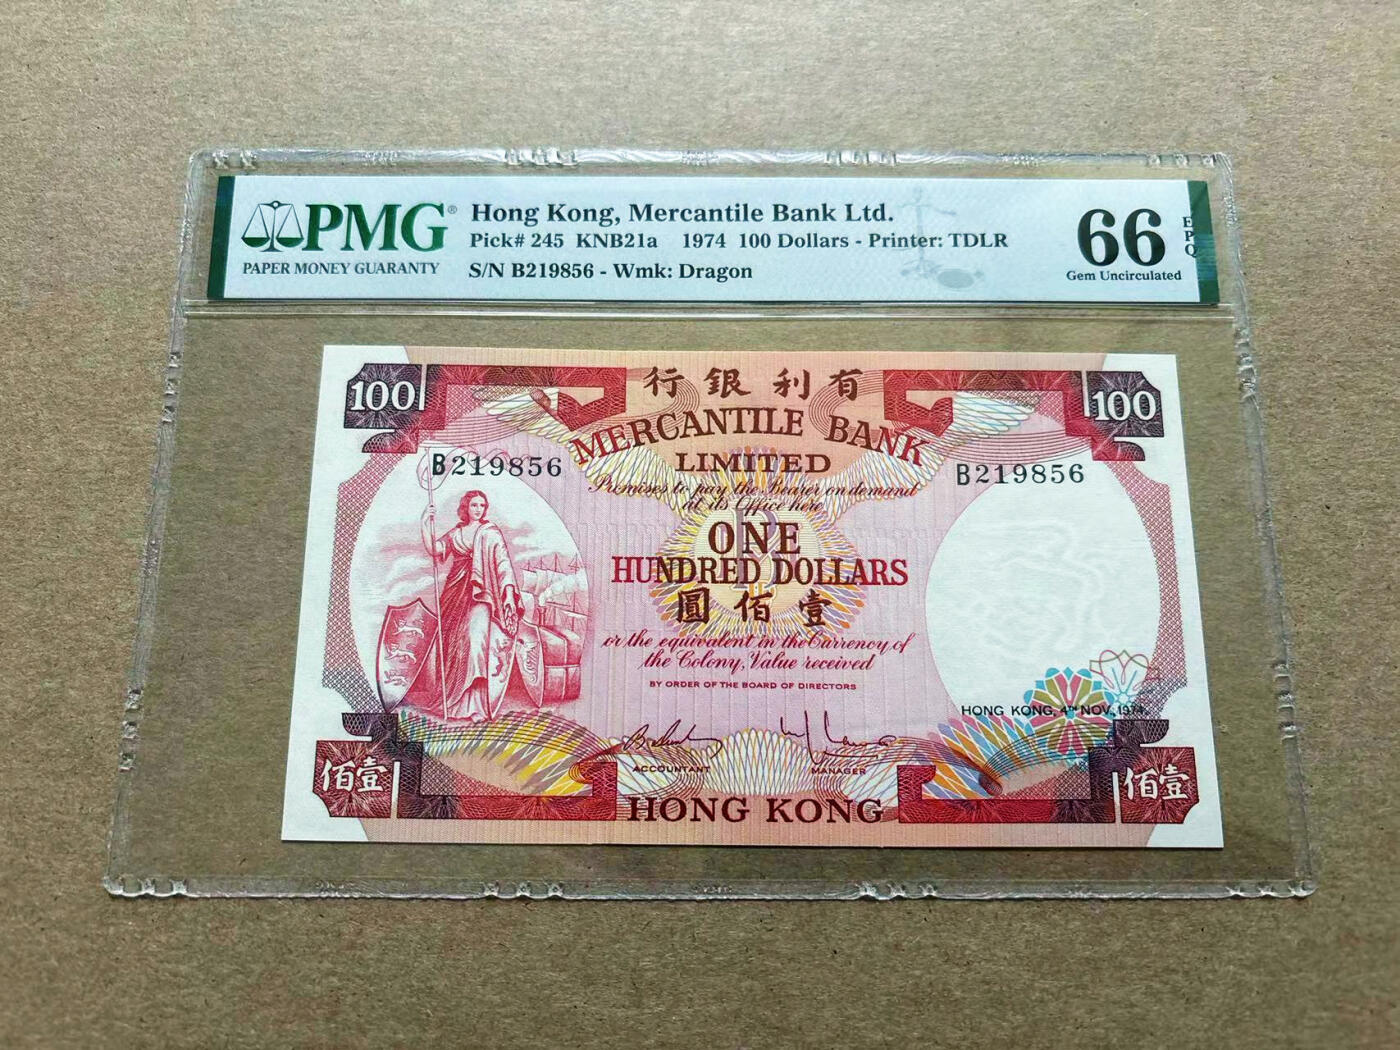 PMG®
PAPER MONEY GUARANTY
Hong Kong, Mercantile Bank Ltd.
Pick# 245 KNB21a 1974 100 Dollars - Printer: TDLR
S/N B219856 - Wmk: Dragon
66
Gem Uncirculated
EPQ
100
行銀利有
100
MERCANTILE BANK
LIMITED
B219856
B219856
Promises to pay the Bearer on demand
at its Office here
ONE
HUNDRED DOLLARS
圓佰壹
or the equivalent in the Currency of
the Colony, Value received
BY ORDER OF THE BOARD OF DIRECTORS
HONG KONG, 4TH NOV. 1974.
ACCOUNTANT
MANAGER
佰壹
HONG KONG
佰壹